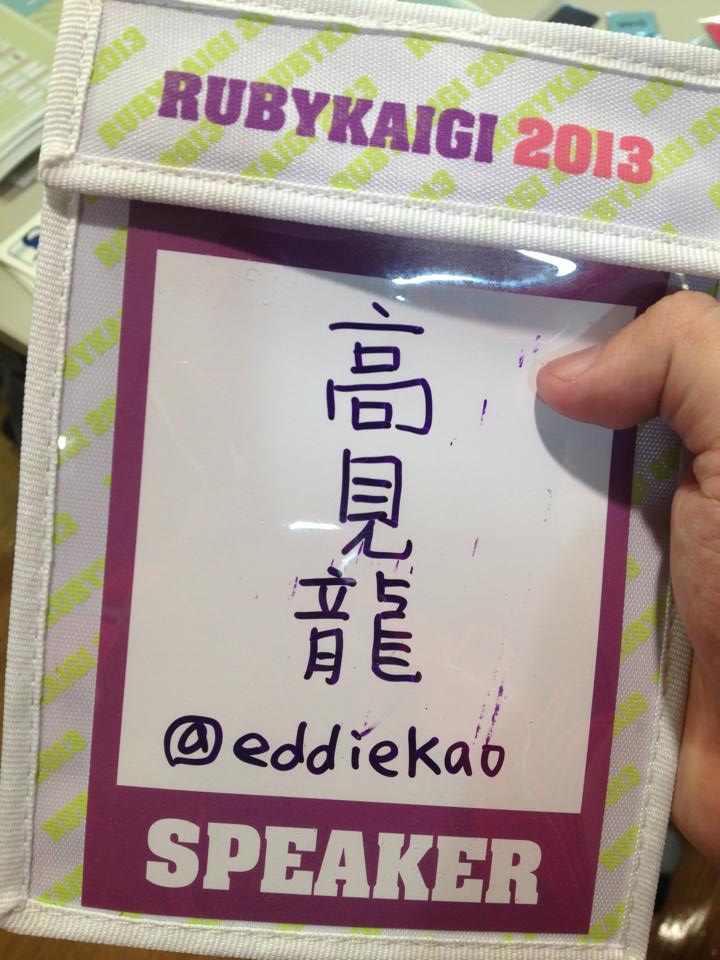 RUBYKAIGI 2013
高見龍
@eddiekao
SPEAKER